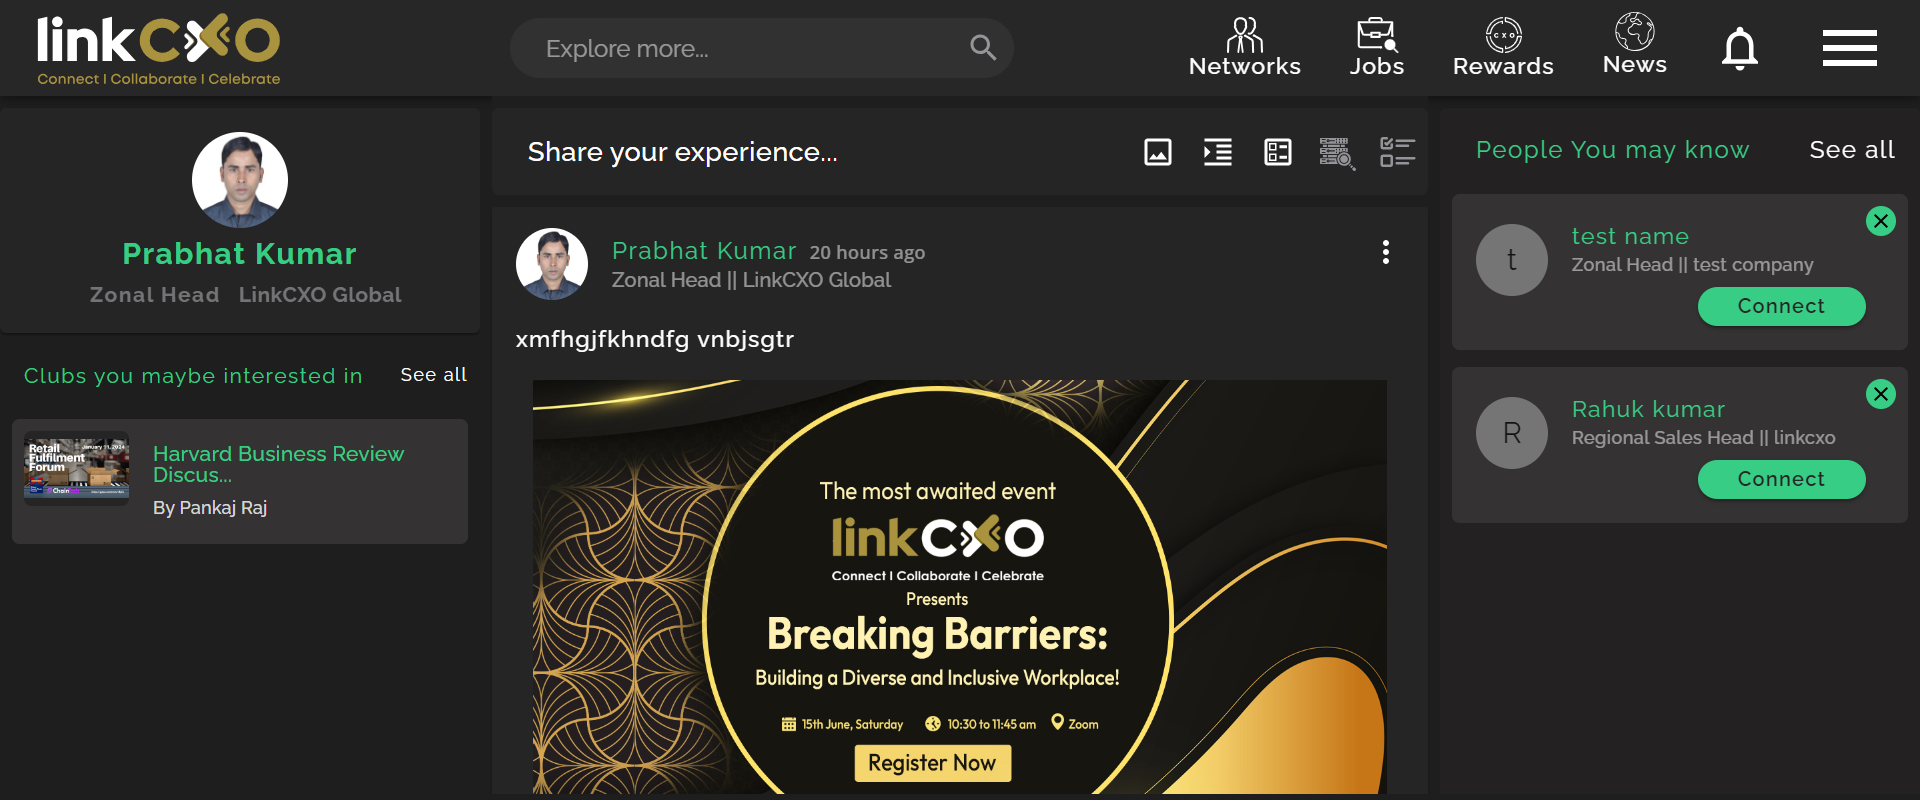 linkCXO
Connect I Collaborate I Celebrate
Explore more...
Networks
Jobs
CXO
Rewards
News
Prabhat Kumar
Zonal Head LinkCXO Global
Clubs you maybe interested in See all
Retail
Fulfilment
Forum
January 11, 2024
Harvard Business Review
Discus...
By Pankaj Raj
Share your experience...
Prabhat Kumar 20 hours ago
Zonal Head || LinkCXO Global
xmfhgjfkhndfg vnbjsgtr
The most awaited event
linkCXO
Connect I Collaborate I Celebrate
Presents
Breaking Barriers:
Building a Diverse and Inclusive Workplace!
15th June, Saturday 10:30 to 11:45 am Zoom
Register Now
People You may know See all
t
test name
Zonal Head || test company
Connect
R
Rahuk kumar
Regional Sales Head || linkcxo
Connect